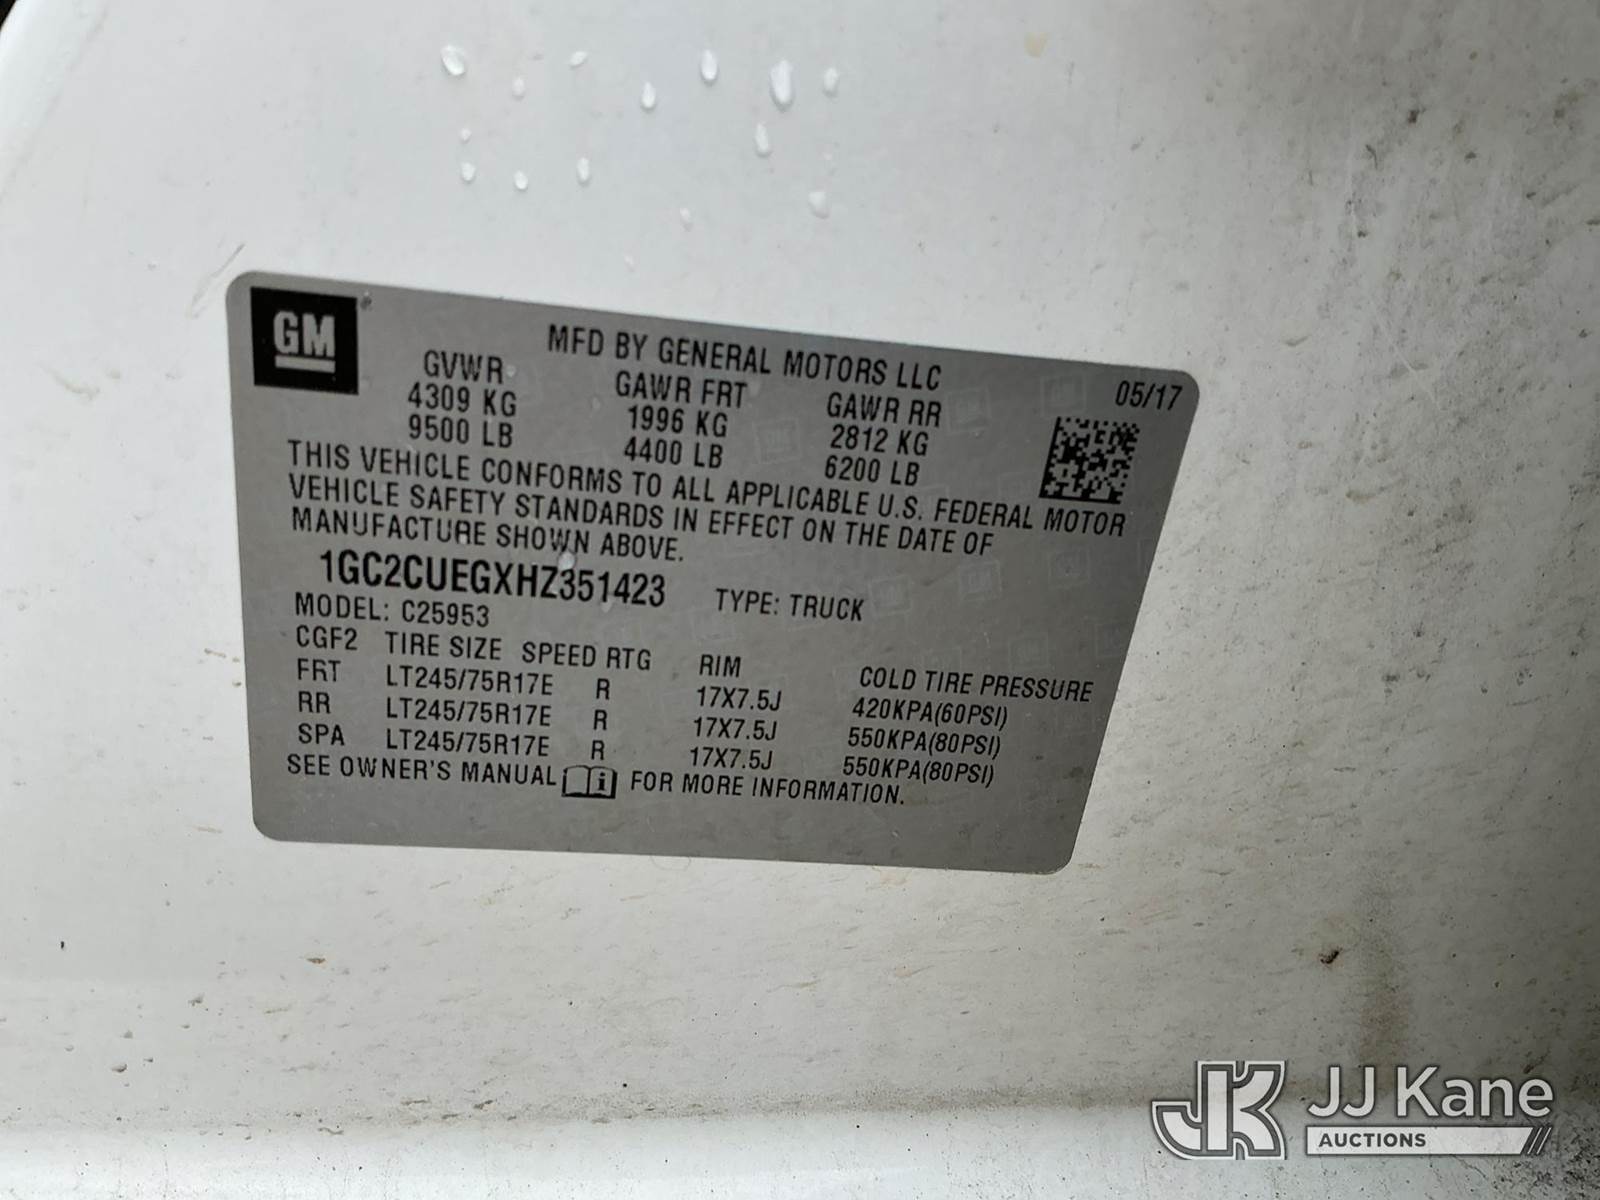 GM
MFD BY GENERAL MOTORS LLC 05/17
GVWR GAWR FRT GAWR RR
4309 KG 1996 KG 2812 KG
9500 LB 4400 LB 6200 LB
THIS VEHICLE CONFORMS TO ALL APPLICABLE U.S. FEDERAL MOTOR
VEHICLE SAFETY STANDARDS IN EFFECT ON THE DATE OF
MANUFACTURE SHOWN ABOVE.
1GC2CUEGXHZ351423 TYPE: TRUCK
MODEL: C25953
CGF2 TIRE SIZE SPEED RTG RIM COLD TIRE PRESSURE
FRT LT245/75R17E R 17X7.5J 420KPA(60PSI)
RR LT245/75R17E R 17X7.5J 550KPA(80PSI)
SPA LT245/75R17E R 17X7.5J 550KPA(80PSI)
SEE OWNER'S MANUAL i FOR MORE INFORMATION.
JK JJ Kane
AUCTIONS